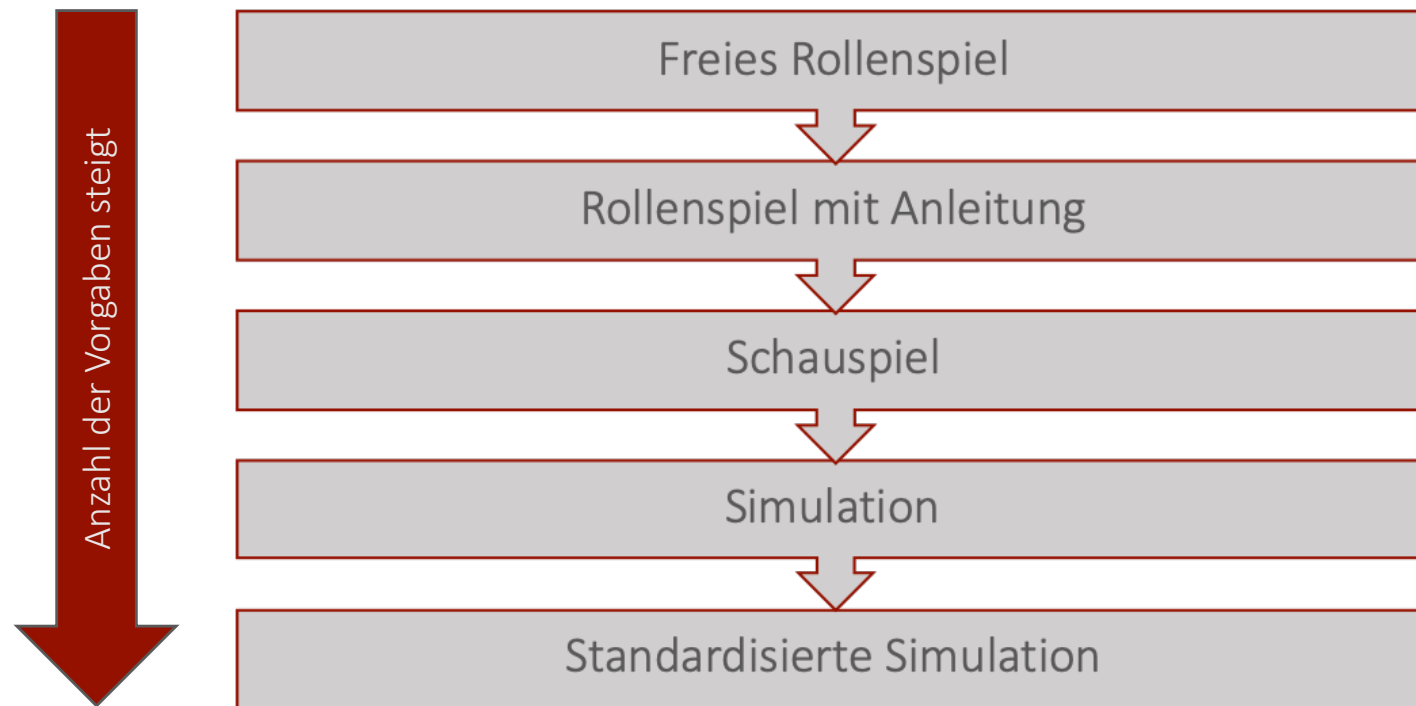 Anzahl der Vorgaben steigt
Freies Rollenspiel
Rollenspiel mit Anleitung
Schauspiel
Simulation
Standardisierte Simulation